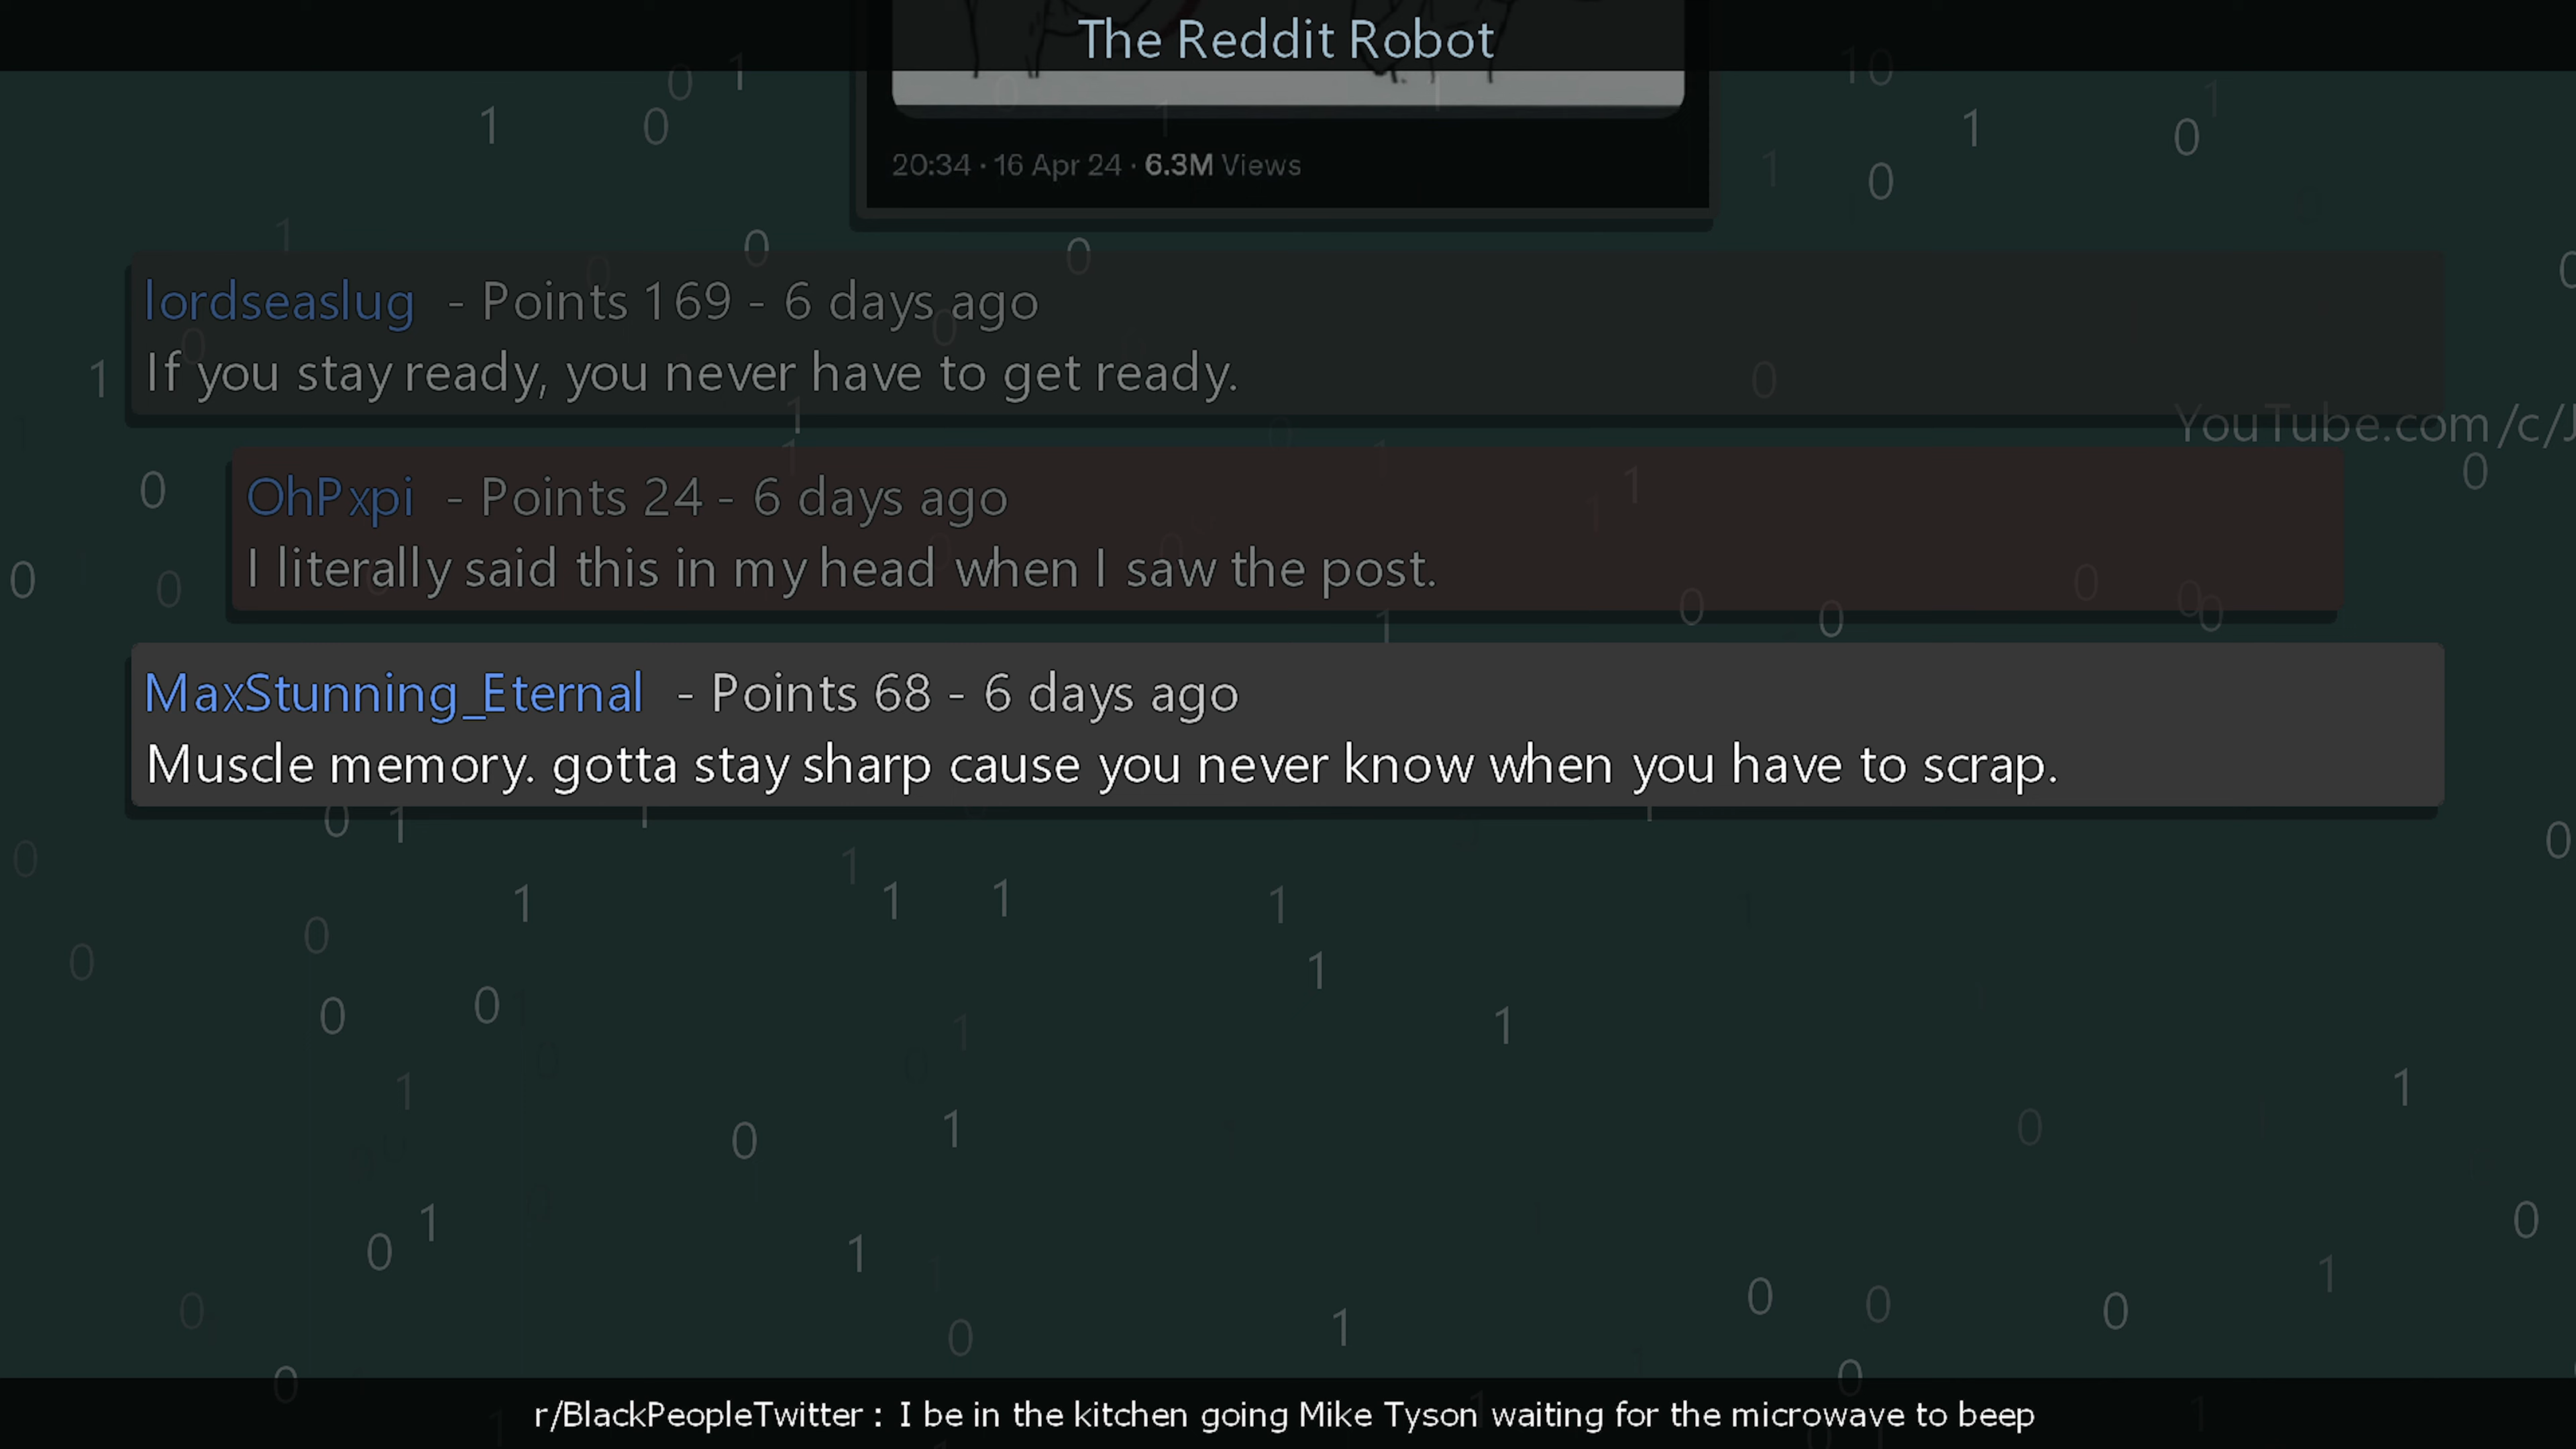 The Reddit Robot
20:34 · 16 Apr 24 · 6.3M Views
lordseaslug - Points 169 - 6 days ago
If you stay ready, you never have to get ready.
YouTube.com/c/J
OhPxpi - Points 24 - 6 days ago
I literally said this in my head when I saw the post.
MaxStunning_Eternal - Points 68 - 6 days ago
Muscle memory. gotta stay sharp cause you never know when you have to scrap.
r/BlackPeopleTwitter : I be in the kitchen going Mike Tyson waiting for the microwave to beep